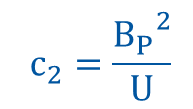 c₂ = B_P² / U